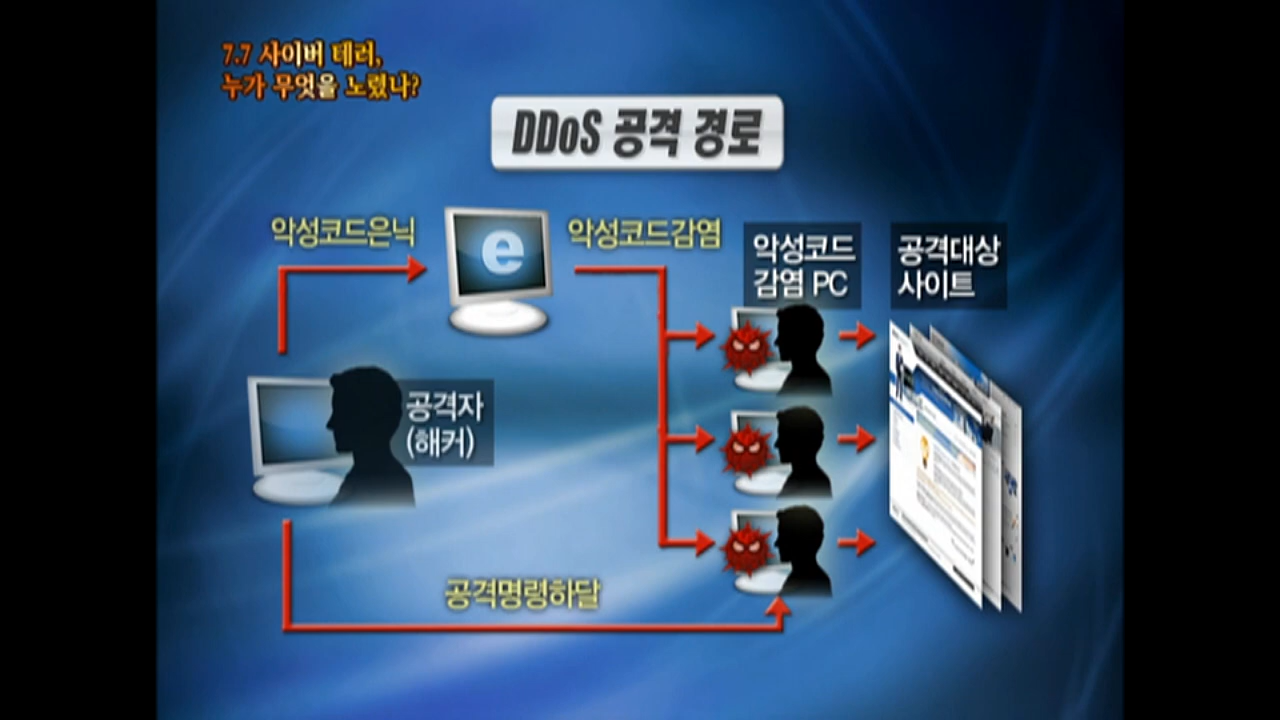 7.7 사이버 테러,
누가 무엇을 노렸나?
DDoS 공격 경로
악성코드은닉
e
악성코드감염
악성코드
감염 PC
공격대상
사이트
공격자
(해커)
공격명령하달